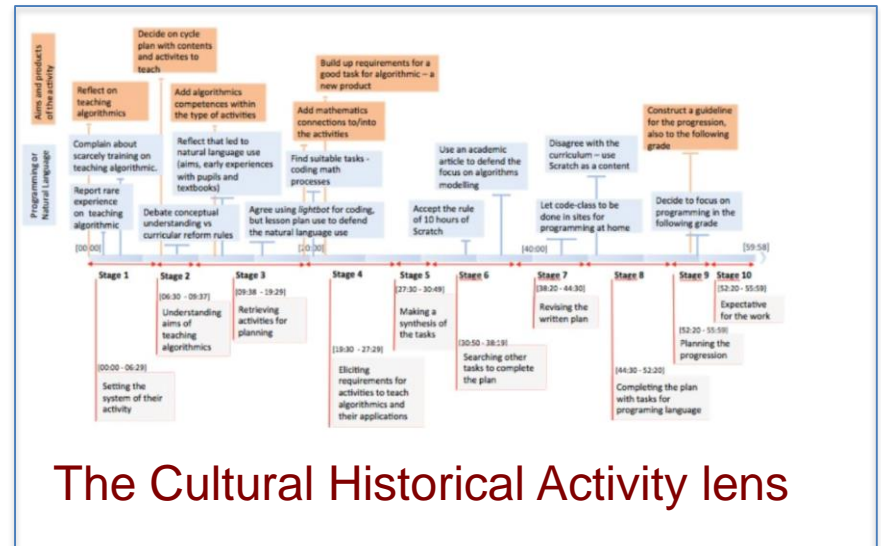 Aims and products
of the activity
Decide on cycle
plan with contents
and activites to
teach
Reflect on
teaching
algorithmics
Add algorithmics
competences within
the type of activities
Build up requirements for a
good task for algorithmic – a
new product
Add mathematics
connections to/into
the activities
Construct a guideline
for the progression,
also to the following
grade
Programming or
Natural Language
Complain about
scarcely training on
teaching algorithmic.
Report rare
experience
on teaching
algorithmic
Reflect that led to
natural language use
(aims, early experiences
with pupils and
textbooks)
Debate conceptual
understanding vs
curricular reform rules
Find suitable tasks -
coding math
processes
Agree using lightbot for coding,
but lesson plan use to defend
the natural language use
Use an academic
article to defend the
focus on algorithms
modelling
Accept the rule
of 10 hours of
Scratch
Disagree with the
curriculum – use
Scratch as a content
Let code-class to be
done in sites for
programming at home
Decide to focus on
programming in the
following grade
[00:00]
[20:00]
[40:00]
[59:58]
Stage 1
[00:00 - 06:29]
Setting the
system of their
activity
Stage 2
[06:30 - 09:37]
Understanding
aims of
teaching
algorithmics
Stage 3
[09:38 - 19:29]
Retrieving
activities for
planning
Stage 4
[19:30 - 27:29]
Eliciting
requirements for
activities to teach
algorithmics and
their applications
Stage 5
[27:30 - 30:49]
Making a
synthesis of
the tasks
Stage 6
[30:50 - 38:19]
Searching other
tasks to complete
the plan
Stage 7
[38:20 - 44:30]
Revising the
written plan
Stage 8
[44:30 - 52:20]
Completing the plan
with tasks for
programing language
Stage 9
[52:20 - 55:59]
Planning the
progression
Stage 10
[52:20 - 55:59]
Expectative
for the work
The Cultural Historical Activity lens